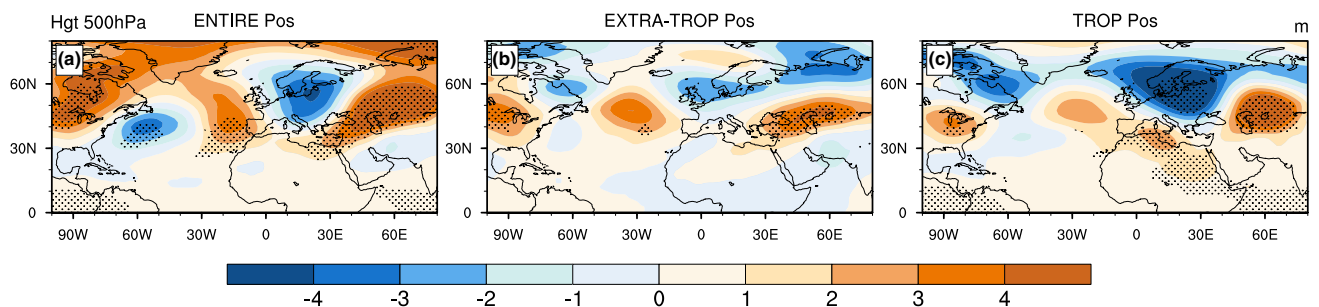 Hgt 500hPa ENTIRE Pos EXTRA-TROP Pos TROP Pos m
(a) (b) (c)
60N 60N 60N
30N 30N 30N
0 0 0
90W 60W 30W 0 30E 60E 90W 60W 30W 0 30E 60E 90W 60W 30W 0 30E 60E
-4 -3 -2 -1 0 1 2 3 4